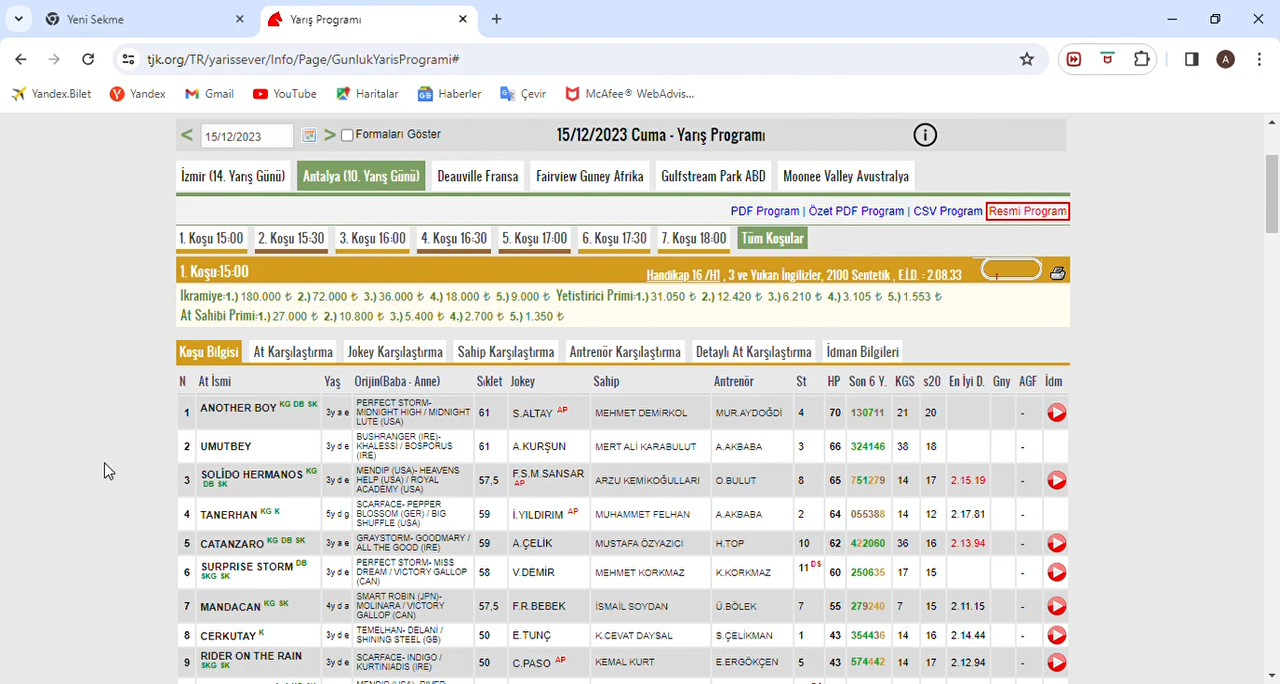 Yeni Sekme
Yarış Programı
tjk.org/TR/yarissever/Info/Page/GunlukYarisProgrami#
A
Yandex.Bilet Yandex Gmail YouTube Haritalar Haberler Çevir McAfee® WebAdvis...
15/12/2023 Formaları Göster 15/12/2023 Cuma - Yarış Programı
İzmir (14. Yarış Günü) Antalya (10. Yarış Günü) Deauville Fransa Fairview Guney Afrika Gulfstream Park ABD Moonee Valley Avustralya
PDF Program | Özet PDF Program | CSV Program Resmi Program
1. Koşu 15:00 2. Koşu 15:30 3. Koşu 16:00 4. Koşu 16:30 5. Koşu 17:00 6. Koşu 17:30 7. Koşu 18:00 Tüm Koşular
1. Koşu:15:00 Handikap 16 /H1 , 3 ve Yukarı İngilizler, 2100 Sentetik , E.İ.D. : 2.08.33
İkramiye:1.) 180.000 ₺ 2.) 72.000 ₺ 3.) 36.000 ₺ 4.) 18.000 ₺ 5.) 9.000 ₺ Yetistirici Primi:1.) 31.050 ₺ 2.) 12.420 ₺ 3.) 6.210 ₺ 4.) 3.105 ₺ 5.) 1.553 ₺
At Sahibi Primi:1.) 27.000 ₺ 2.) 10.800 ₺ 3.) 5.400 ₺ 4.) 2.700 ₺ 5.) 1.350 ₺
Koşu Bilgisi At Karşılaştırma Jokey Karşılaştırma Sahip Karşılaştırma Antrenör Karşılaştırma Detaylı At Karşılaştırma İdman Bilgileri
N At İsmi Yaş Orijin(Baba - Anne) Sıklet Jokey Sahip Antrenör St HP Son 6 Y. KGS s20 En İyi D. Gny AGF İdm
1 ANOTHER BOY KG DB SK 3y a e PERFECT STORM- MIDNIGHT HIGH / MIDNIGHT LUTE (USA) 61 S.ALTAY AP MEHMET DEMİRKOL MUR.AYDOĞDİ 4 70 130711 21 20 -
2 UMUTBEY 3y d e BUSHRANGER (IRE)- KHALESSI / BOSPORUS (IRE) 61 A.KURŞUN MERT ALİ KARABULUT A.AKBABA 3 66 324146 38 18 -
3 SOLİDO HERMANOS KG DB SK 3y d e MENDIP (USA)- HEAVENS HELP (USA) / ROYAL ACADEMY (USA) 57,5 F.S.M.SANSAR AP ARZU KEMİKOĞULLARI O.BULUT 8 65 751279 14 17 2.15.19 -
4 TANERHAN KG K 5y d g SCARFACE- PEPPER BLOSSOM (GER) / BIG SHUFFLE (USA) 59 İ.YILDIRIM AP MUHAMMET FELHAN A.AKBABA 2 64 055388 14 12 2.17.81 -
5 CATANZARO KG DB SK 3y d e GRAYSTORM- GOODMARY / ALL THE GOOD (IRE) 59 A.ÇELİK MUSTAFA ÖZYAZICI H.TOP 10 62 422060 36 16 2.13.94 -
6 SURPRISE STORM DB SKG SK 3y d e PERFECT STORM- MISS DREAM / VICTORY GALLOP (CAN) 58 V.DEMİR MEHMET KORKMAZ K.KORKMAZ 11 DS 60 250635 17 15 -
7 MANDACAN KG SK 4y d a SMART ROBIN (JPN)- MOLINARA / VICTORY GALLOP (CAN) 57,5 F.R.BEBEK İSMAİL SOYDAN Ü.BÖLEK 7 55 279240 7 15 2.11.15 -
8 CERKUTAY K 3y d e TEMELHAN- DELANİ / SHINING STEEL (GB) 50 E.TUNÇ K.CEVAT DAYSAL S.ÇELİKMAN 1 43 354436 14 16 2.14.44 -
9 RIDER ON THE RAIN SKG SK 3y d e SCARFACE- INDIGO / KURTINIADIS (IRE) 50 C.PASO AP KEMAL KURT E.ERGÖKÇEN 5 43 574442 14 17 2.12.94 -